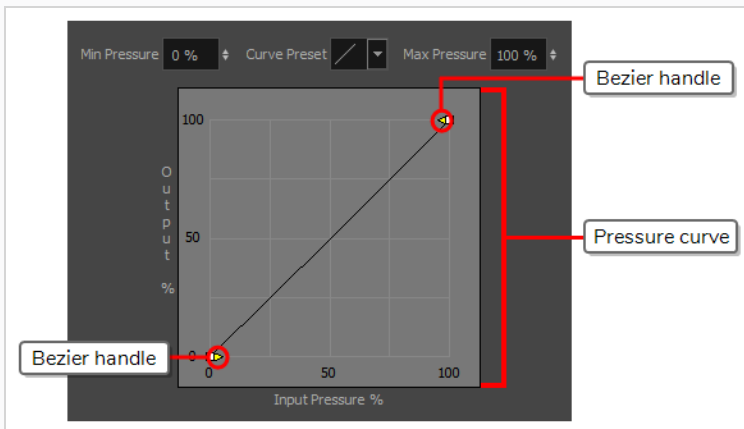 Min Pressure 0 % Curve Preset Max Pressure 100 %
Bezier handle
100
Output %
50
Pressure curve
Bezier handle
0
0 50 100
Input Pressure %